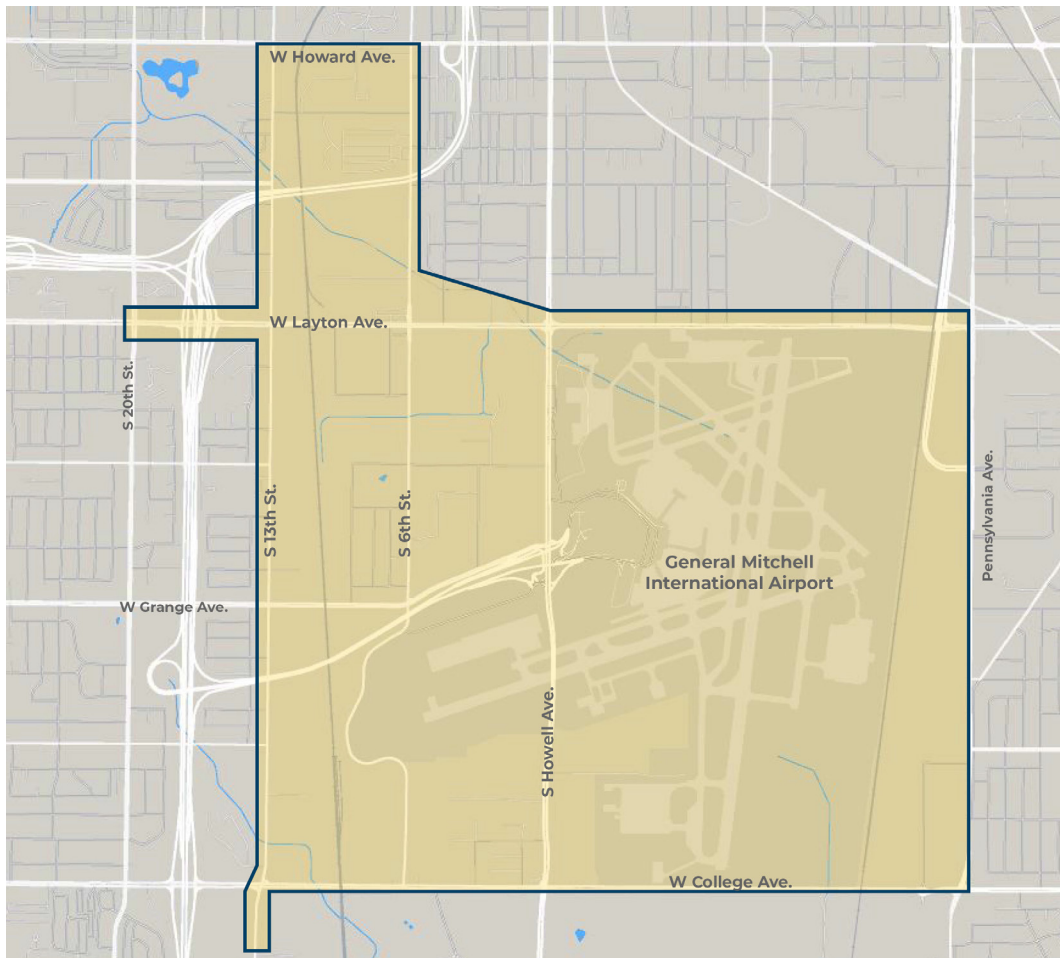 W Howard Ave.
W Layton Ave.
S 20th St.
S 13th St.
S 6th St.
Pennsylvania Ave.
General Mitchell
International Airport
W Grange Ave.
S Howell Ave.
W College Ave.